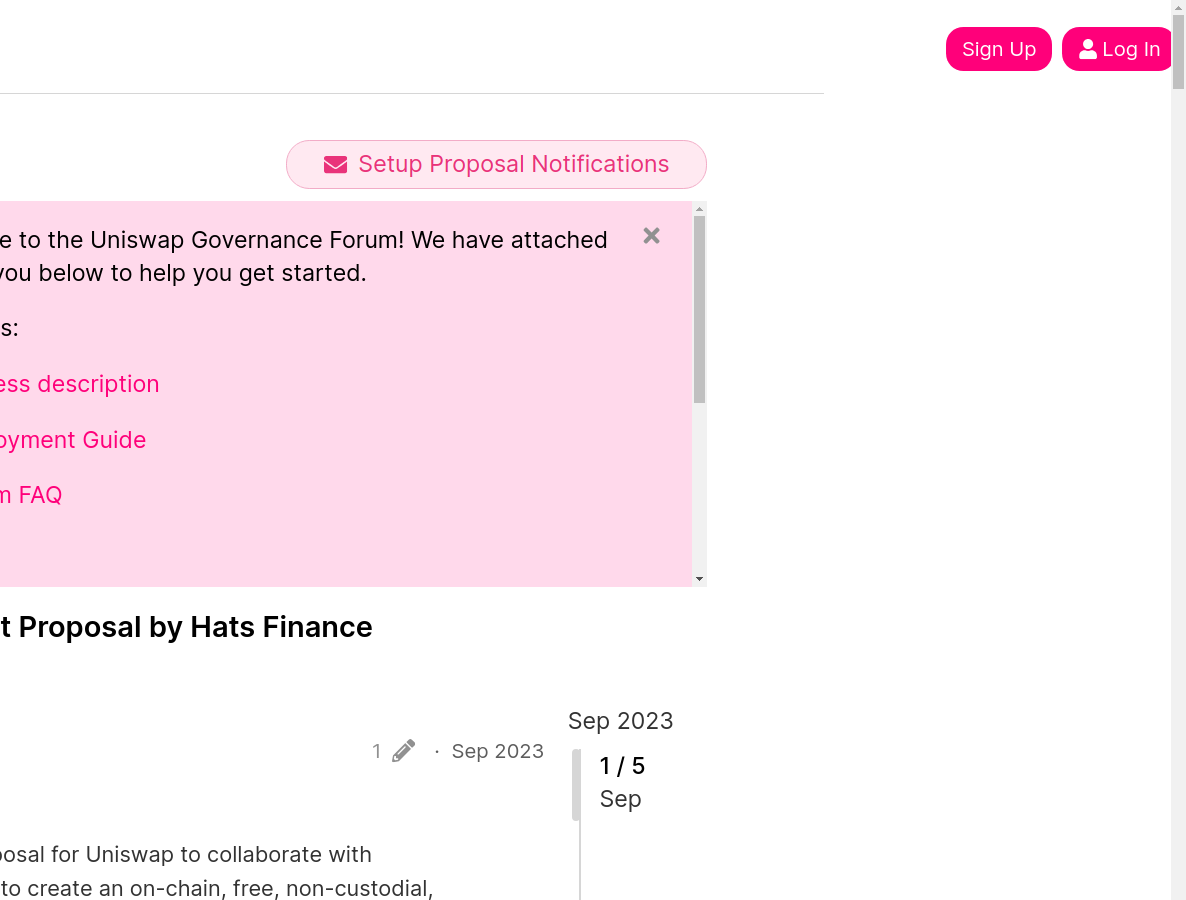 Sign Up
Log In
Setup Proposal Notifications
e to the Uniswap Governance Forum! We have attached
you below to help you get started.
s:
ess description
oyment Guide
m FAQ
t Proposal by Hats Finance
Sep 2023
1 · Sep 2023
1 / 5
Sep
posal for Uniswap to collaborate with
to create an on-chain, free, non-custodial,